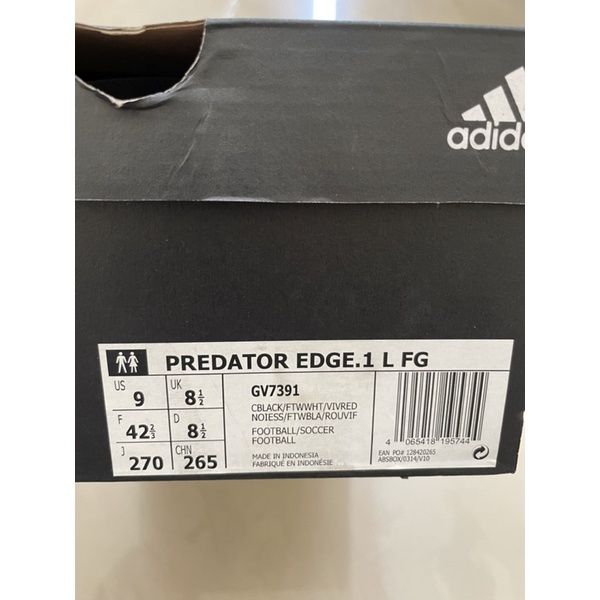 adidas
PREDATOR EDGE.1 L FG
US UK
9 8½
F D
42⅔ 8½
J CHN
270 265
GV7391
CBLACK/FTWWHT/VIVRED
NOIESS/FTWBLA/ROUVIF
FOOTBALL/SOCCER
FOOTBALL
MADE IN INDONESIA
FABRIQUÉ EN INDONÉSIE
4 065418 195744
EAN PO# 128420265
ABSBOX/0314/V10